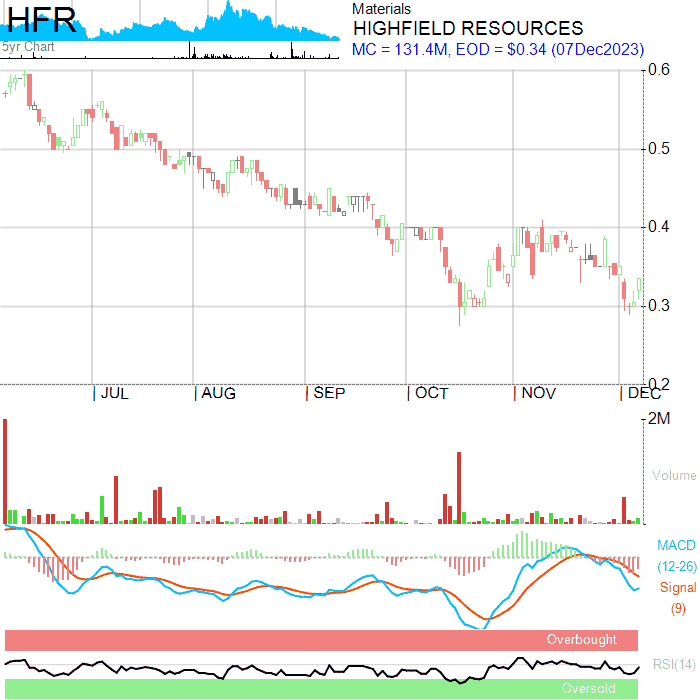 HFR
5yr Chart
Materials
HIGHFIELD RESOURCES
MC = 131.4M, EOD = $0.34 (07Dec2023)
0.6
0.5
0.4
0.3
0.2
JUL AUG SEP OCT NOV DEC
2M
Volume
MACD
(12-26)
Signal
(9)
Overbought
RSI(14)
Oversold